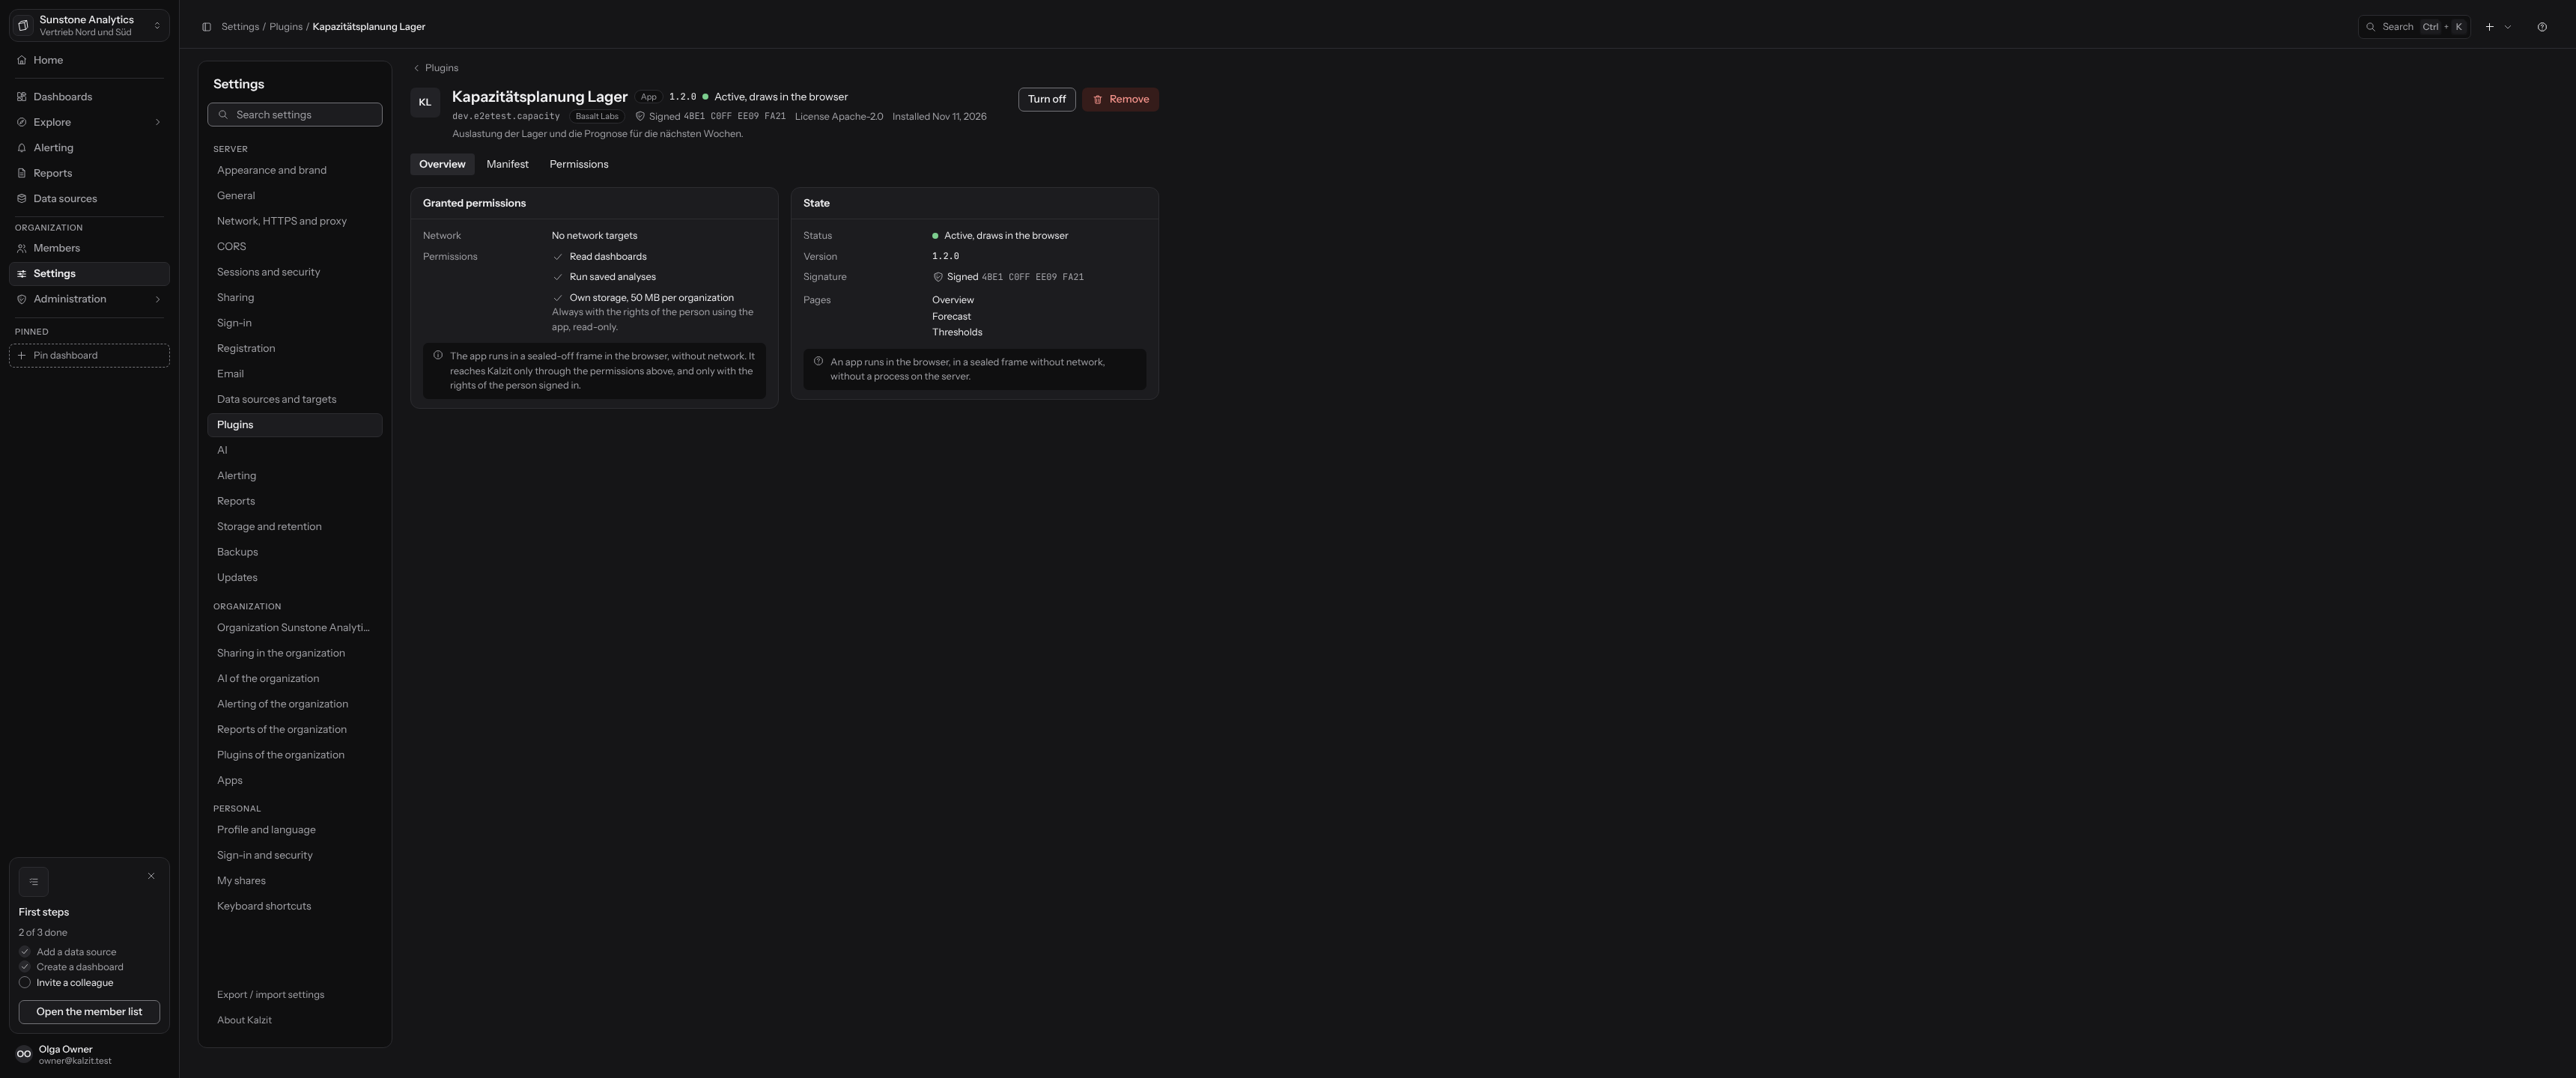 Sunstone Analytics
Vertrieb Nord und Süd
Home
Dashboards
Explore
Alerting
Reports
Data sources
ORGANIZATION
Members
Settings
Administration
PINNED
Pin dashboard
First steps
2 of 3 done
Add a data source
Create a dashboard
Invite a colleague
Open the member list
OO
Olga Owner
owner@kalzit.test
Settings / Plugins / Kapazitätsplanung Lager
Search Ctrl + K
Settings
Search settings
SERVER
Appearance and brand
General
Network, HTTPS and proxy
CORS
Sessions and security
Sharing
Sign-in
Registration
Email
Data sources and targets
Plugins
AI
Alerting
Reports
Storage and retention
Backups
Updates
ORGANIZATION
Organization Sunstone Analyti...
Sharing in the organization
AI of the organization
Alerting of the organization
Reports of the organization
Plugins of the organization
Apps
PERSONAL
Profile and language
Sign-in and security
My shares
Keyboard shortcuts
Export / import settings
About Kalzit
Plugins
KL
Kapazitätsplanung Lager App 1.2.0 Active, draws in the browser
dev.e2etest.capacity Basalt Labs Signed 4BE1 C0FF EE09 FA21 License Apache-2.0 Installed Nov 11, 2026
Auslastung der Lager und die Prognose für die nächsten Wochen.
Turn off
Remove
Overview Manifest Permissions
Granted permissions
Network No network targets
Permissions Read dashboards
Run saved analyses
Own storage, 50 MB per organization
Always with the rights of the person using the
app, read-only.
The app runs in a sealed-off frame in the browser, without network. It
reaches Kalzit only through the permissions above, and only with the
rights of the person signed in.
State
Status Active, draws in the browser
Version 1.2.0
Signature Signed 4BE1 C0FF EE09 FA21
Pages Overview
Forecast
Thresholds
An app runs in the browser, in a sealed frame without network,
without a process on the server.